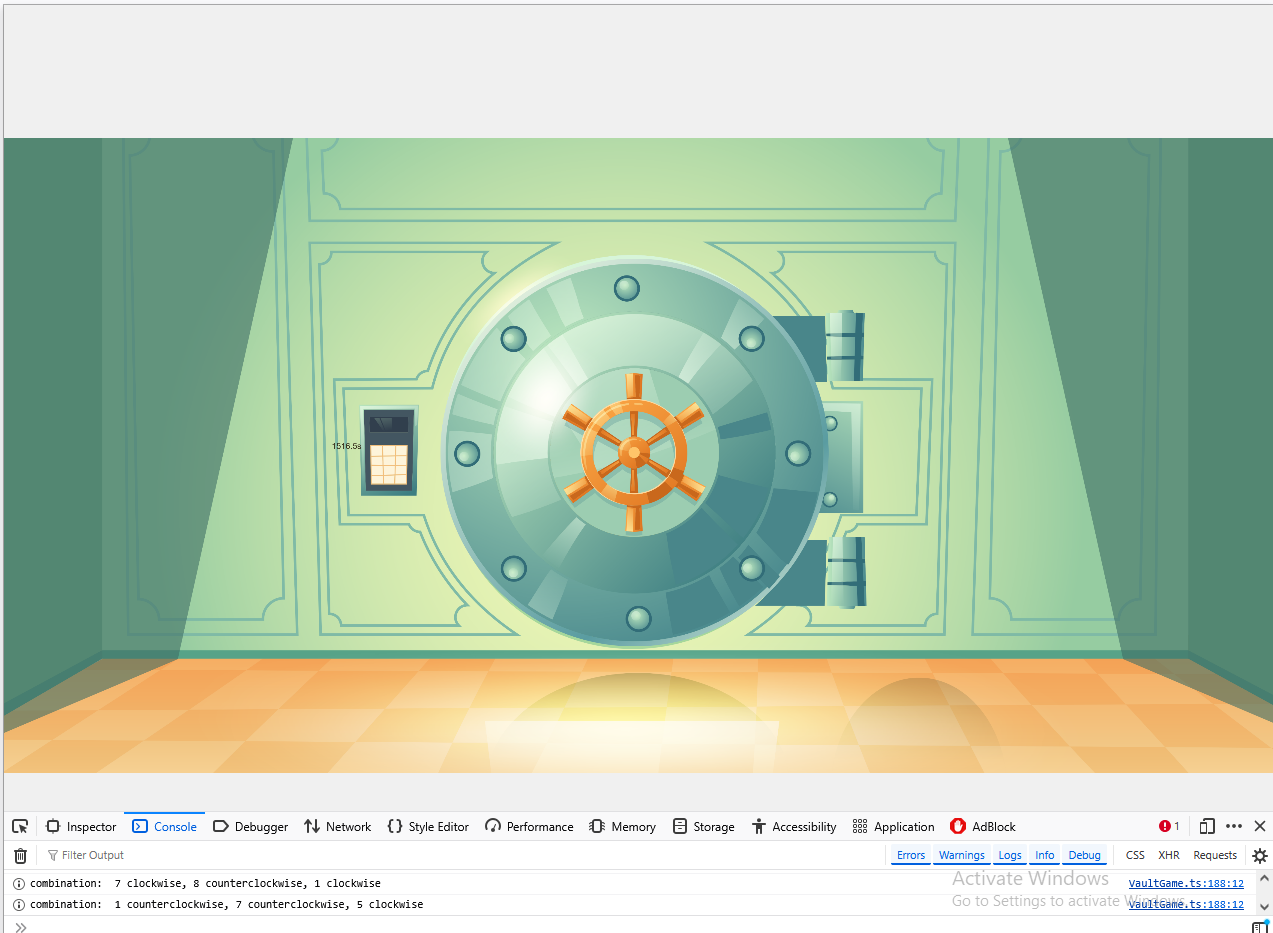 1516.5s
Inspector Console Debugger Network Style Editor Performance Memory Storage Accessibility Application AdBlock 1
Filter Output Errors Warnings Logs Info Debug CSS XHR Requests
combination:  7 clockwise, 8 counterclockwise, 1 clockwise VaultGame.ts:188:12
combination:  1 counterclockwise, 7 counterclockwise, 5 clockwise VaultGame.ts:188:12
Activate Windows
Go to Settings to activate Windows.